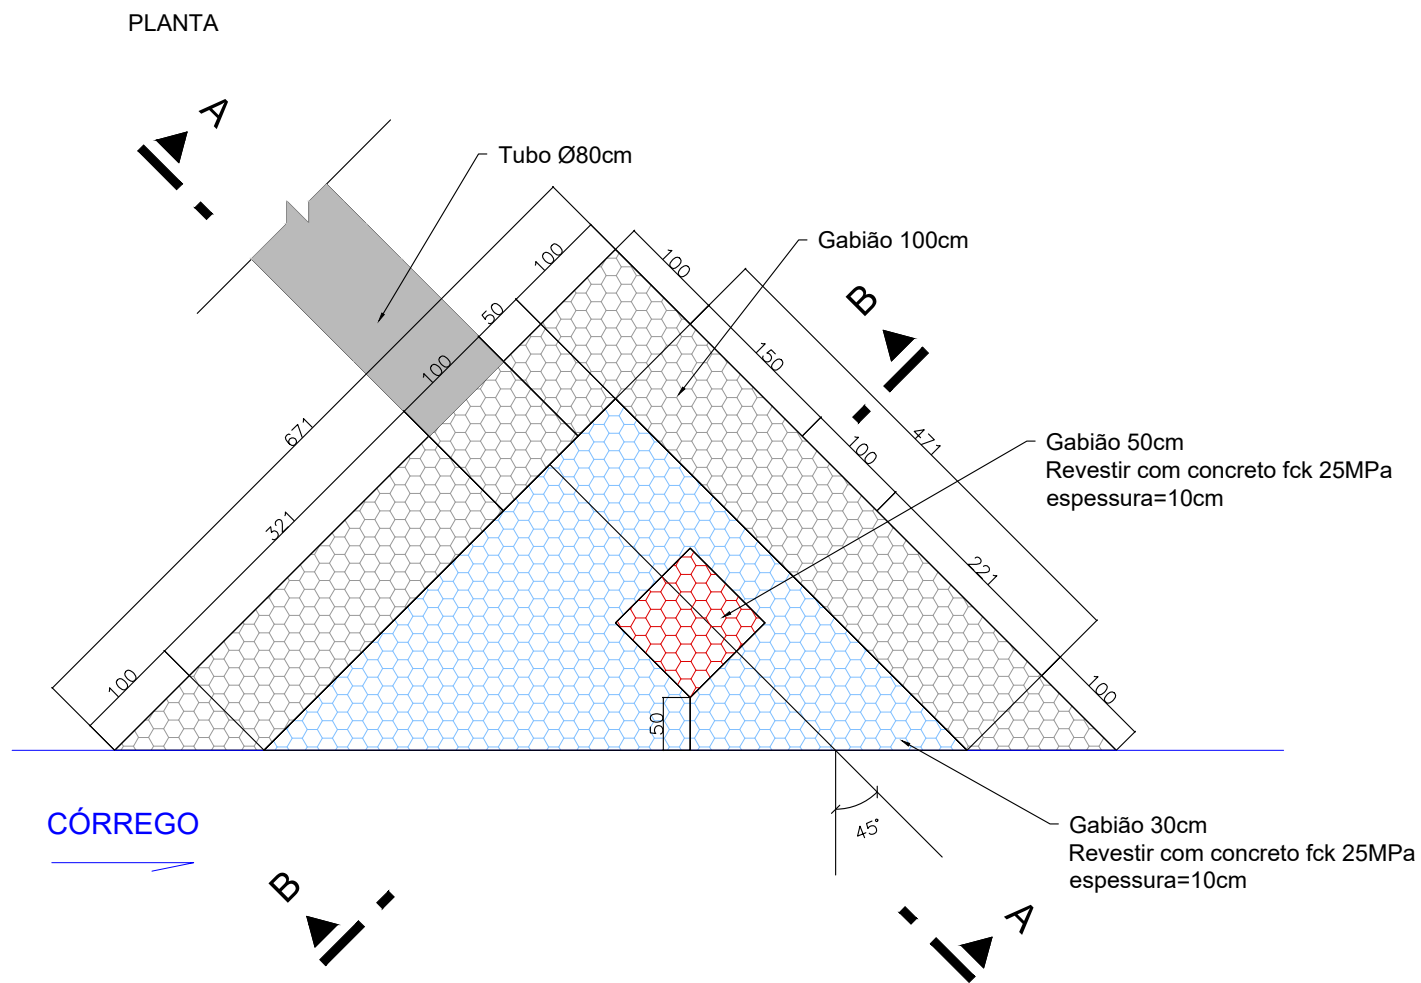 PLANTA
A
Tubo Ø80cm
100
50
100
671
321
100
Gabião 100cm
100
150
100
221
100
471
B
Gabião 50cm
Revestir com concreto fck 25MPa
espessura=10cm
50
45°
CÓRREGO
Gabião 30cm
Revestir com concreto fck 25MPa
espessura=10cm
B
A